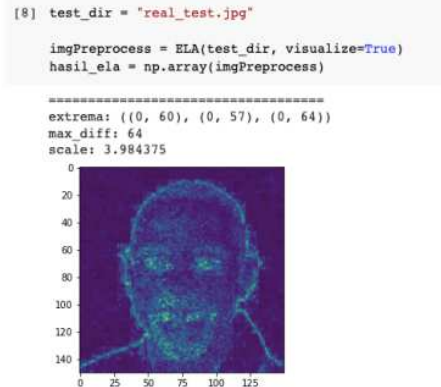 [8] test_dir = "real_test.jpg"
imgPreprocess = ELA(test_dir, visualize=True)
hasil_ela = np.array(imgPreprocess)
===================================
extrema: ((0, 60), (0, 57), (0, 64))
max_diff: 64
scale: 3.984375
0
20
40
60
80
100
120
140
0 25 50 75 100 125